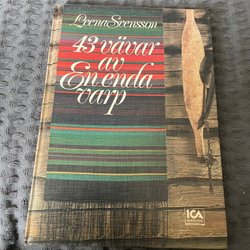 Leena Svensson
43 vävar
av
En enda
varp
ICA